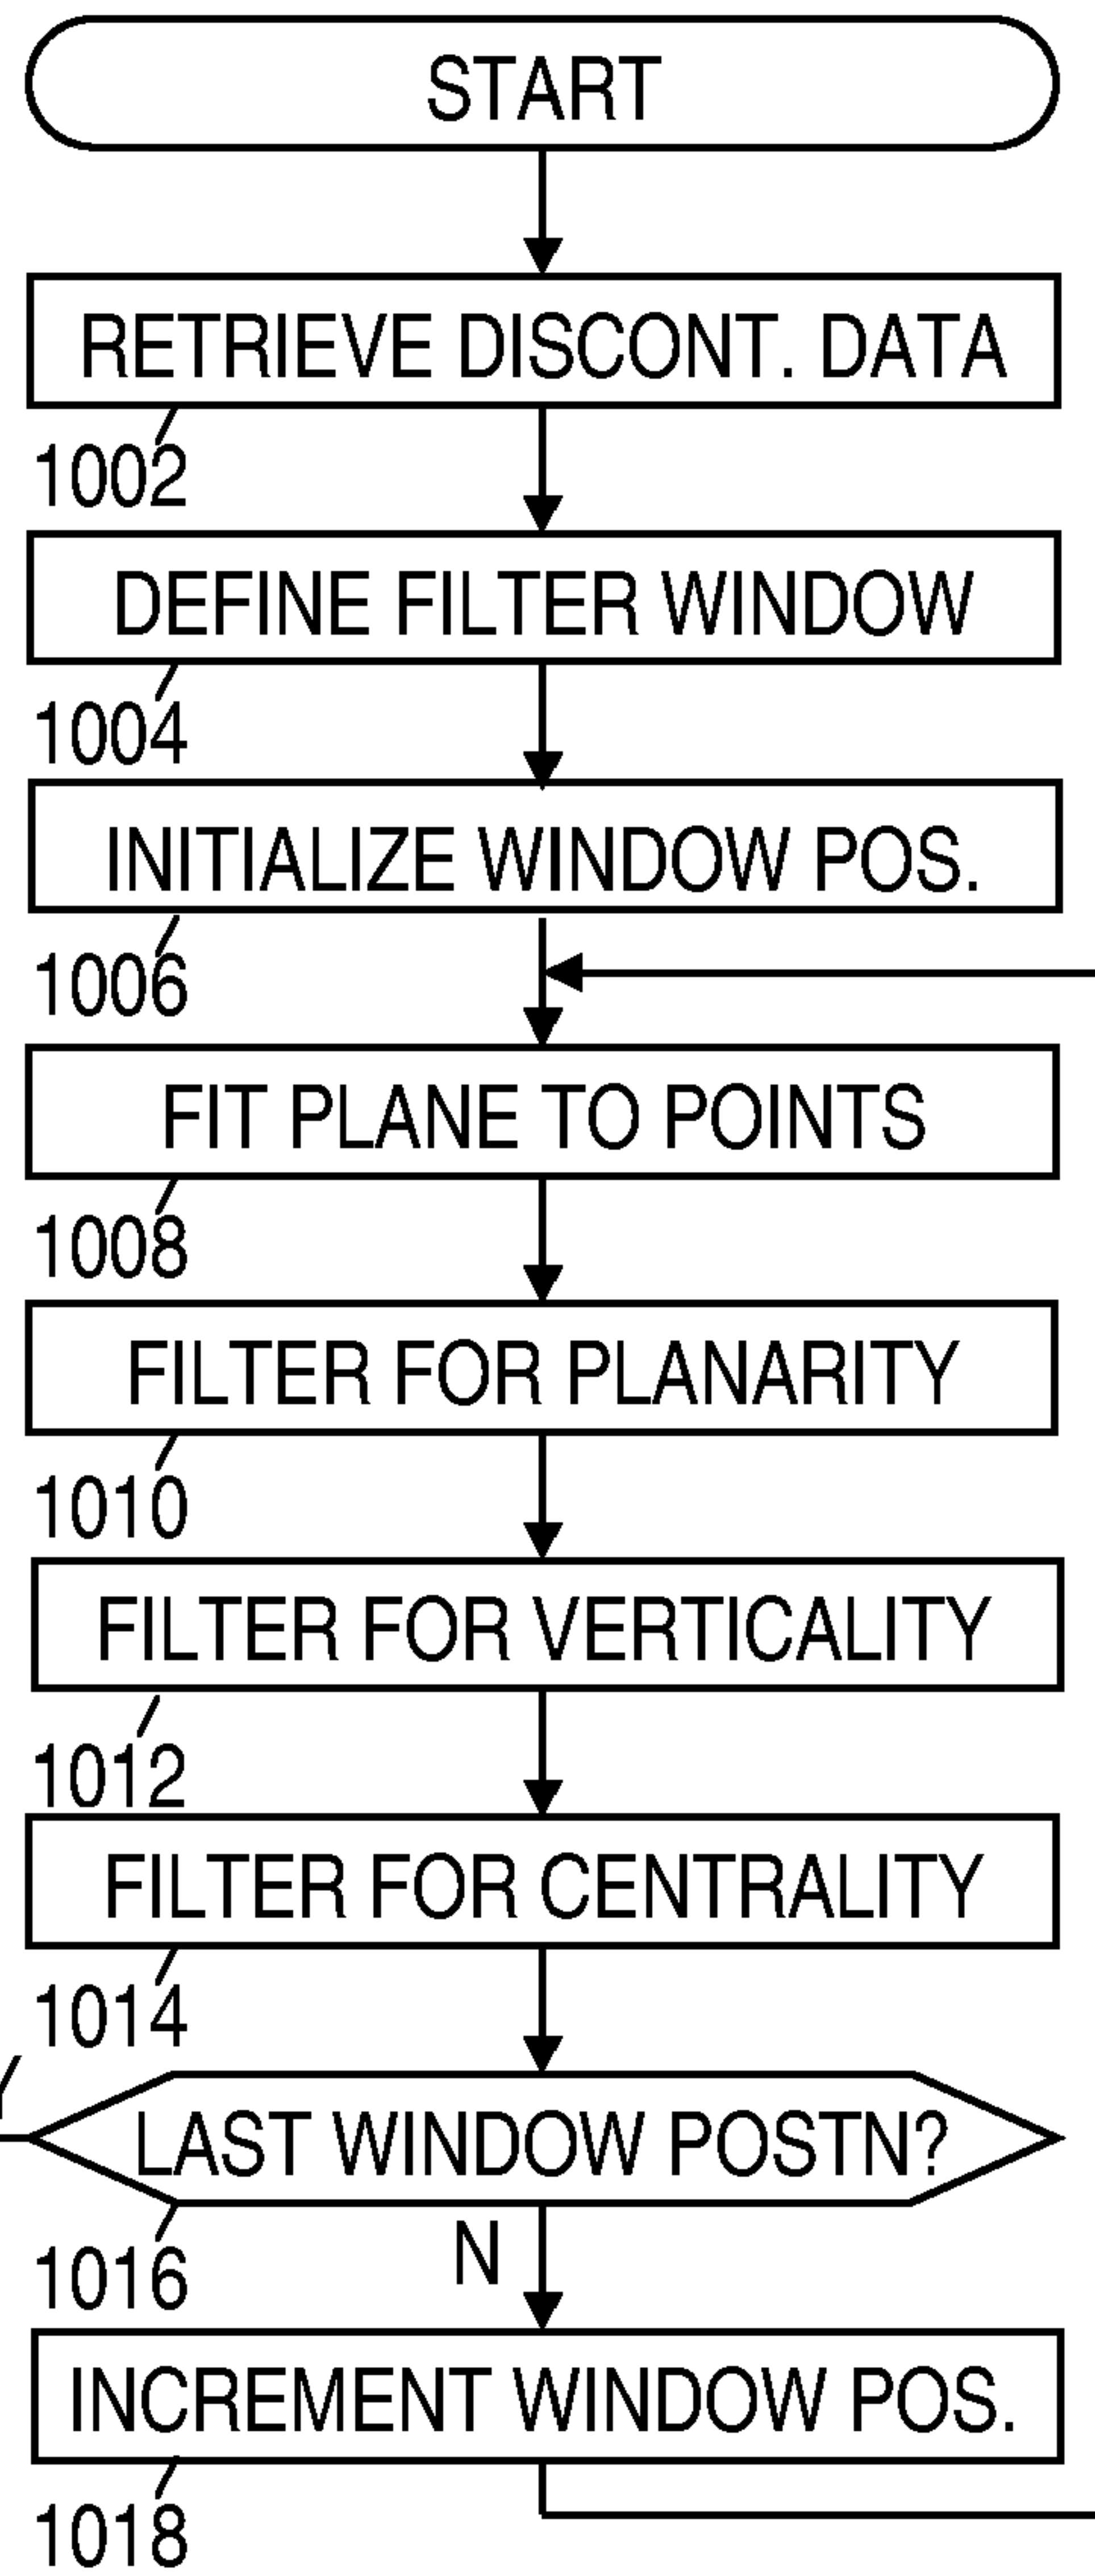 START
RETRIEVE DISCONT. DATA
1002
DEFINE FILTER WINDOW
1004
INITIALIZE WINDOW POS.
1006
FIT PLANE TO POINTS
1008
FILTER FOR PLANARITY
1010
FILTER FOR VERTICALITY
1012
FILTER FOR CENTRALITY
1014
LAST WINDOW POSTN?
1016
N
INCREMENT WINDOW POS.
1018